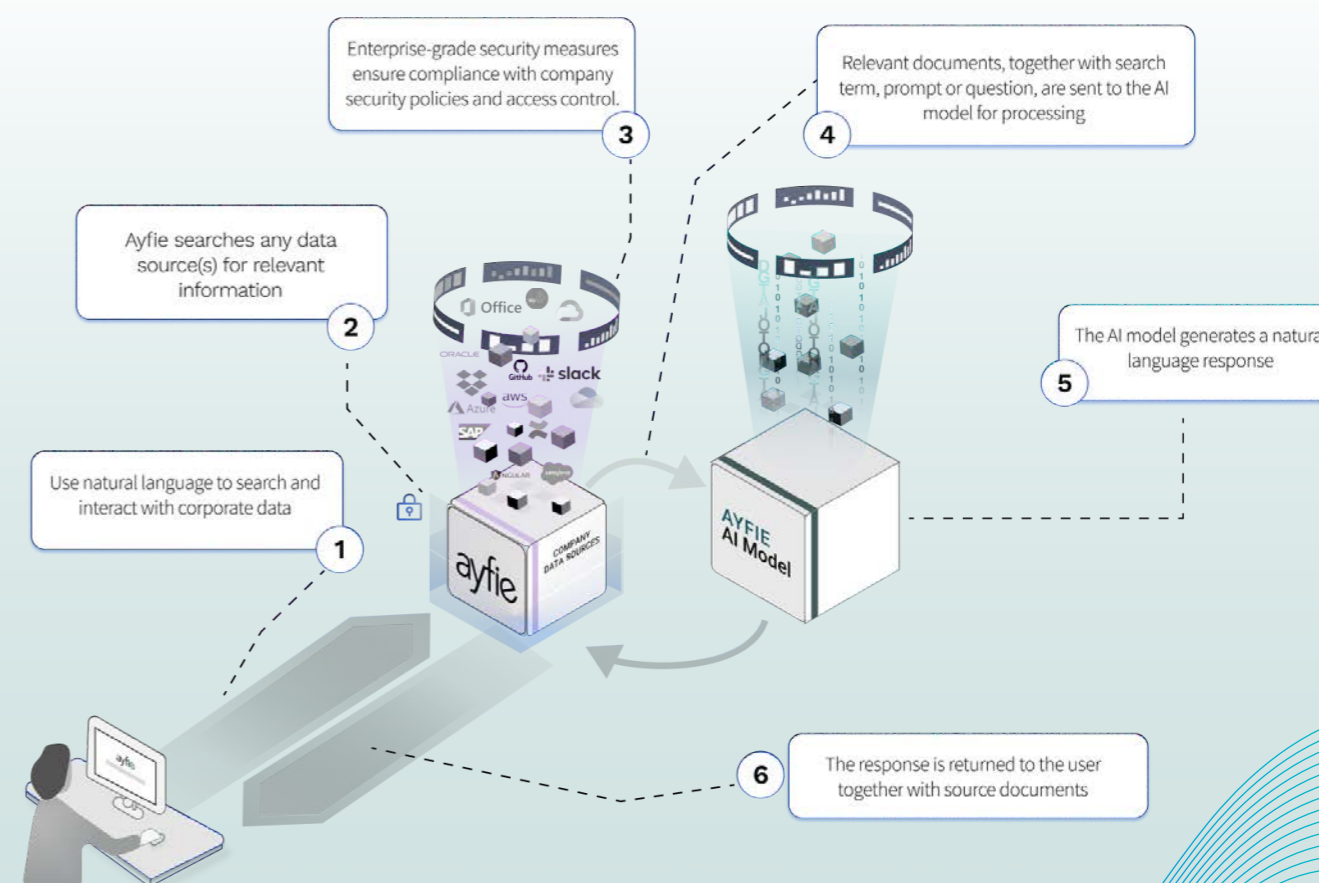 Enterprise-grade security measures
ensure compliance with company
security policies and access control.
3
Relevant documents, together with search
term, prompt or question, are sent to the AI
model for processing
4
Ayfie searches any data
source(s) for relevant
information
2
Office
ORACLE
GitHub
slack
aws
Azure
SAP
The AI model generates a natura
language response
5
Use natural language to search and
interact with corporate data
1
ayfie
COMPANY
DATA SOURCES
AYFIE
AI Model
ayfie
6
The response is returned to the user
together with source documents